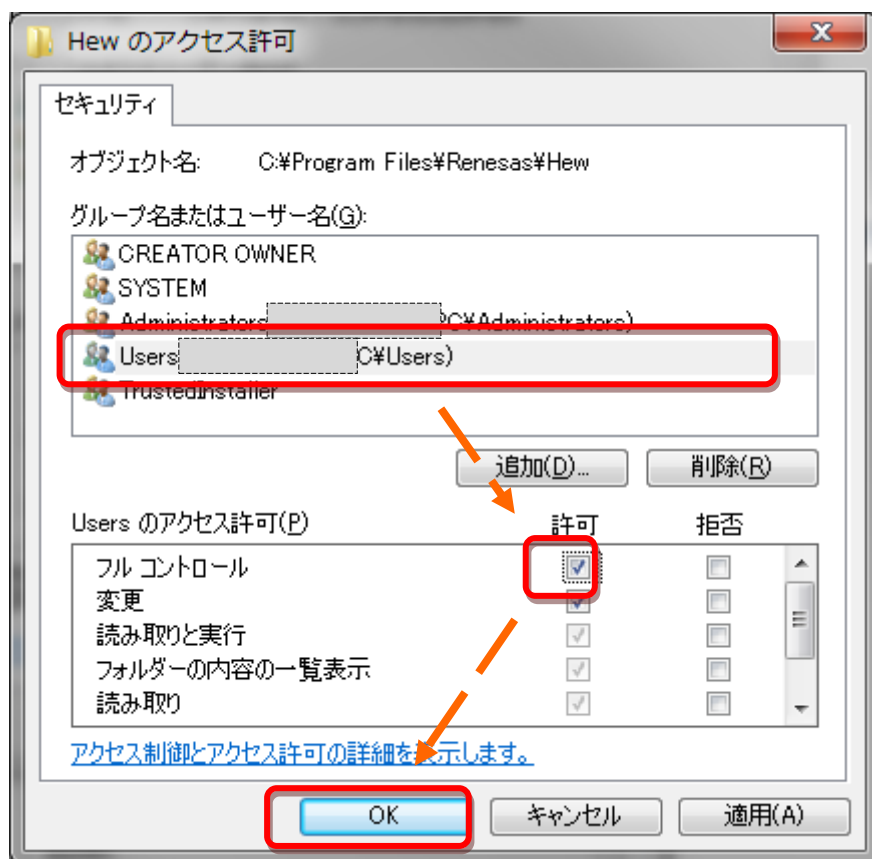 Hew のアクセス許可
セキュリティ
オブジェクト名: C:¥Program Files¥Renesas¥Hew
グループ名またはユーザー名(G):
CREATOR OWNER
SYSTEM
Administrators PC¥Administrators)
Users C¥Users)
TrustedInstaller
追加(D)... 削除(R)
Users のアクセス許可(P) 許可 拒否
フル コントロール
変更
読み取りと実行
フォルダーの内容の一覧表示
読み取り
アクセス制御とアクセス許可の詳細を表示します。
OK キャンセル 適用(A)